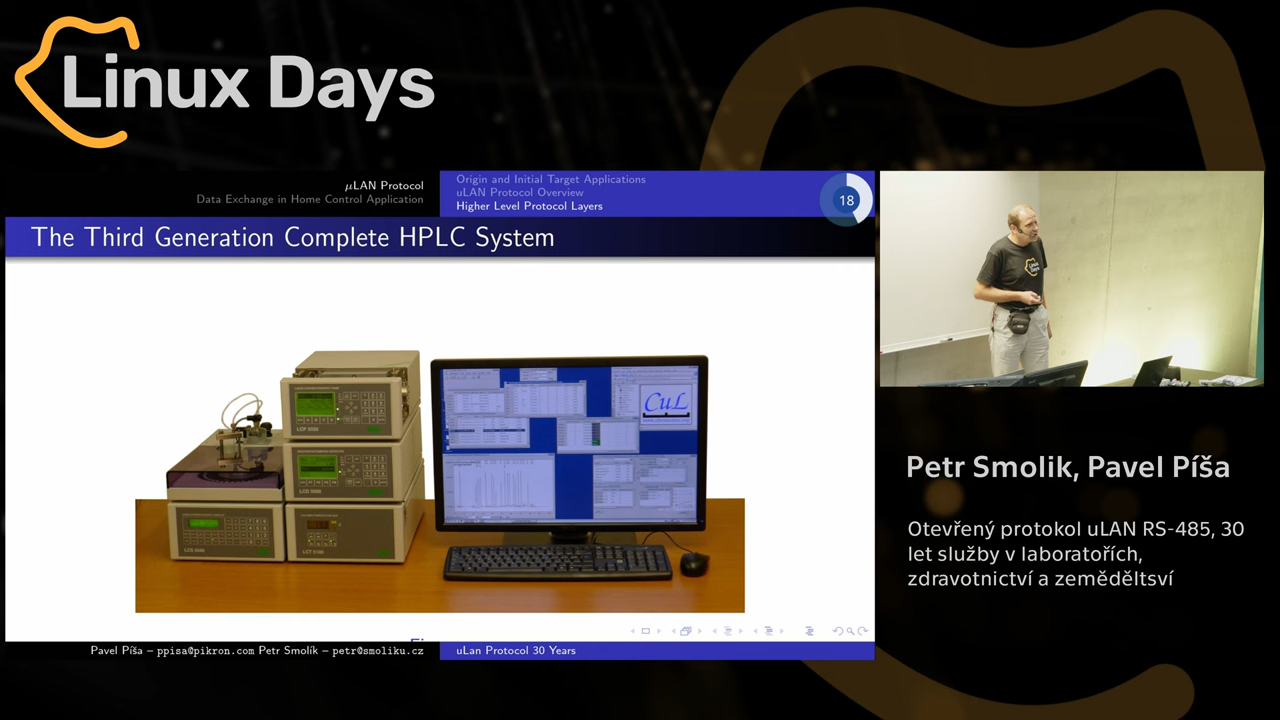 Linux Days
μLAN Protocol
Data Exchange in Home Control Application
Origin and Initial Target Applications
uLAN Protocol Overview
Higher Level Protocol Layers
18
The Third Generation Complete HPLC System
CuL
Linux
Days
Petr Smolik, Pavel Píša
Otevřený protokol uLAN RS-485, 30
let služby v laboratořích,
zdravotnictví a zeměděltsví
Pavel Píša – ppisa@pikron.com Petr Smolík – petr@smoliku.cz
uLan Protocol 30 Years